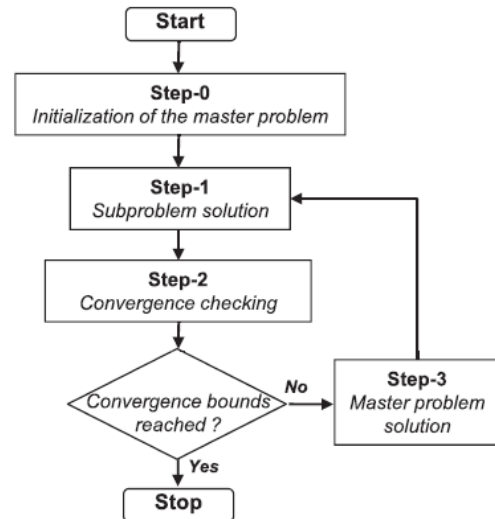 Start
Step-0
Initialization of the master problem
Step-1
Subproblem solution
Step-2
Convergence checking
Convergence bounds
reached ?
No
Step-3
Master problem
solution
Yes
Stop